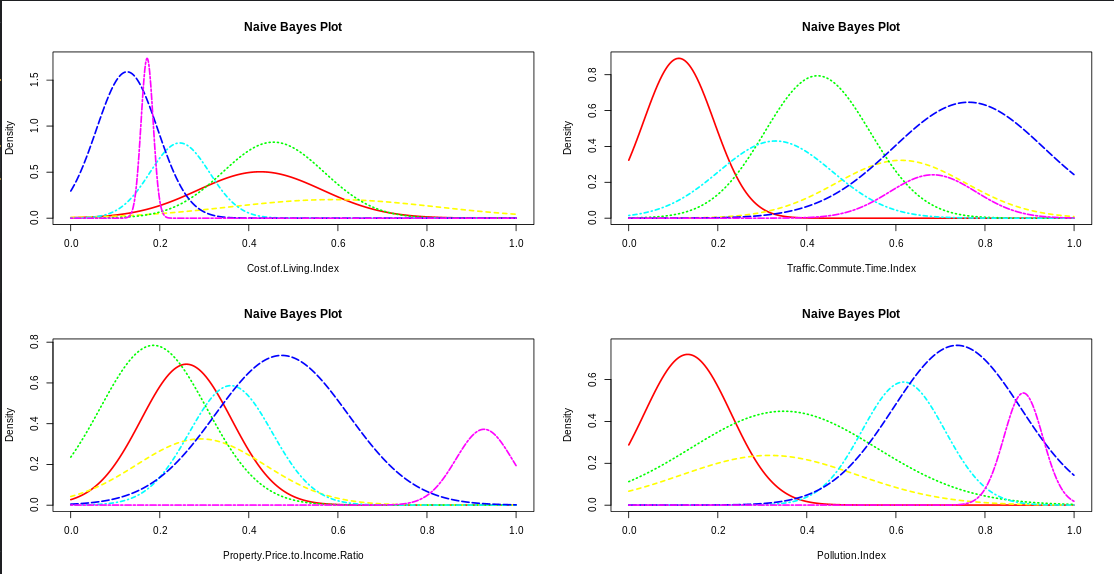 Naive Bayes Plot
Density
0.0 0.5 1.0 1.5
0.0 0.2 0.4 0.6 0.8 1.0
Cost.of.Living.Index
Naive Bayes Plot
Density
0.0 0.2 0.4 0.6 0.8
0.0 0.2 0.4 0.6 0.8 1.0
Traffic.Commute.Time.Index
Naive Bayes Plot
Density
0.0 0.2 0.4 0.6 0.8
0.0 0.2 0.4 0.6 0.8 1.0
Property.Price.to.Income.Ratio
Naive Bayes Plot
Density
0.0 0.2 0.4 0.6
0.0 0.2 0.4 0.6 0.8 1.0
Pollution.Index